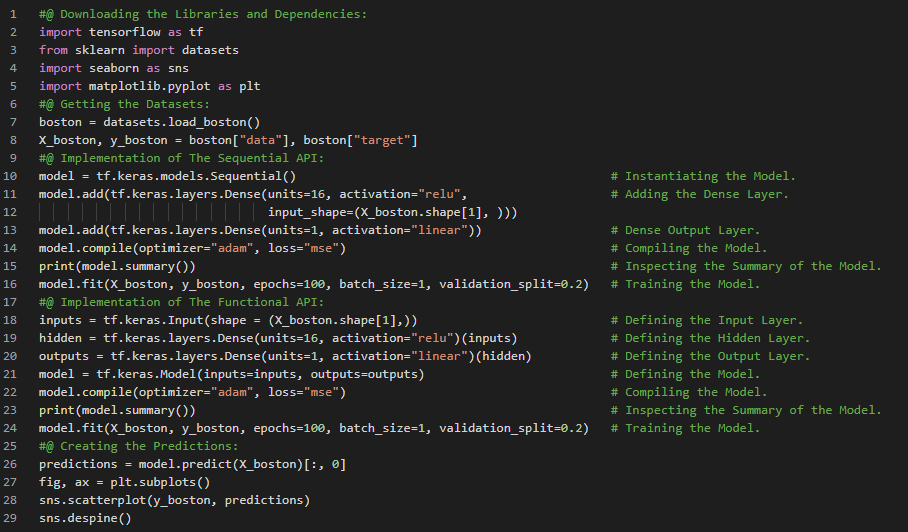 1 #@ Downloading the Libraries and Dependencies:
2 import tensorflow as tf
3 from sklearn import datasets
4 import seaborn as sns
5 import matplotlib.pyplot as plt
6 #@ Getting the Datasets:
7 boston = datasets.load_boston()
8 X_boston, y_boston = boston["data"], boston["target"]
9 #@ Implementation of The Sequential API:
10 model = tf.keras.models.Sequential() # Instantiating the Model.
11 model.add(tf.keras.layers.Dense(units=16, activation="relu", # Adding the Dense Layer.
12 input_shape=(X_boston.shape[1], )))
13 model.add(tf.keras.layers.Dense(units=1, activation="linear")) # Dense Output Layer.
14 model.compile(optimizer="adam", loss="mse") # Compiling the Model.
15 print(model.summary()) # Inspecting the Summary of the Model.
16 model.fit(X_boston, y_boston, epochs=100, batch_size=1, validation_split=0.2) # Training the Model.
17 #@ Implementation of The Functional API:
18 inputs = tf.keras.Input(shape = (X_boston.shape[1],)) # Defining the Input Layer.
19 hidden = tf.keras.layers.Dense(units=16, activation="relu")(inputs) # Defining the Hidden Layer.
20 outputs = tf.keras.layers.Dense(units=1, activation="linear")(hidden) # Defining the Output Layer.
21 model = tf.keras.Model(inputs=inputs, outputs=outputs) # Defining the Model.
22 model.compile(optimizer="adam", loss="mse") # Compiling the Model.
23 print(model.summary()) # Inspecting the Summary of the Model.
24 model.fit(X_boston, y_boston, epochs=100, batch_size=1, validation_split=0.2) # Training the Model.
25 #@ Creating the Predictions:
26 predictions = model.predict(X_boston)[:, 0]
27 fig, ax = plt.subplots()
28 sns.scatterplot(y_boston, predictions)
29 sns.despine()